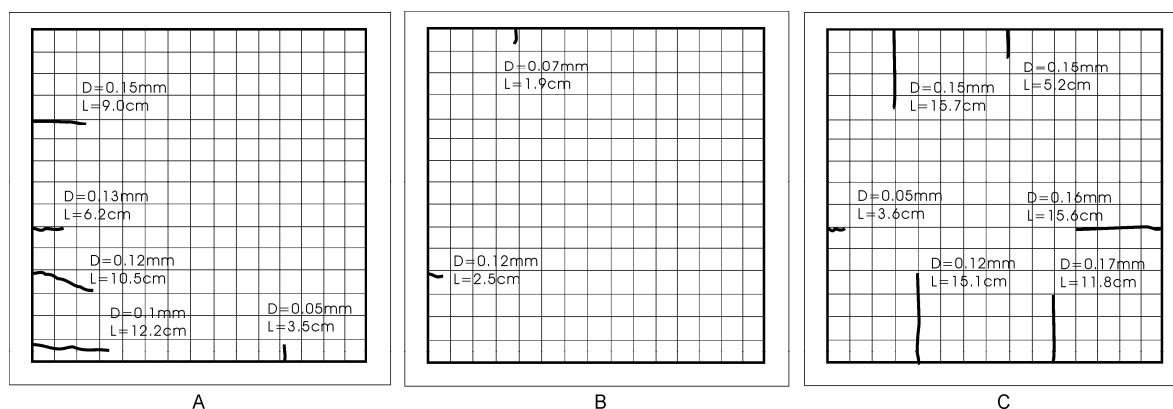 D=0.15mm
L=9.0cm
D=0.13mm
L=6.2cm
D=0.12mm
L=10.5cm
D=0.1mm
L=12.2cm
D=0.05mm
L=3.5cm
A
D=0.07mm
L=1.9cm
D=0.12mm
L=2.5cm
B
D=0.15mm
L=15.7cm
D=0.15mm
L=5.2cm
D=0.05mm
L=3.6cm
D=0.16mm
L=15.6cm
D=0.12mm
L=15.1cm
D=0.17mm
L=11.8cm
C